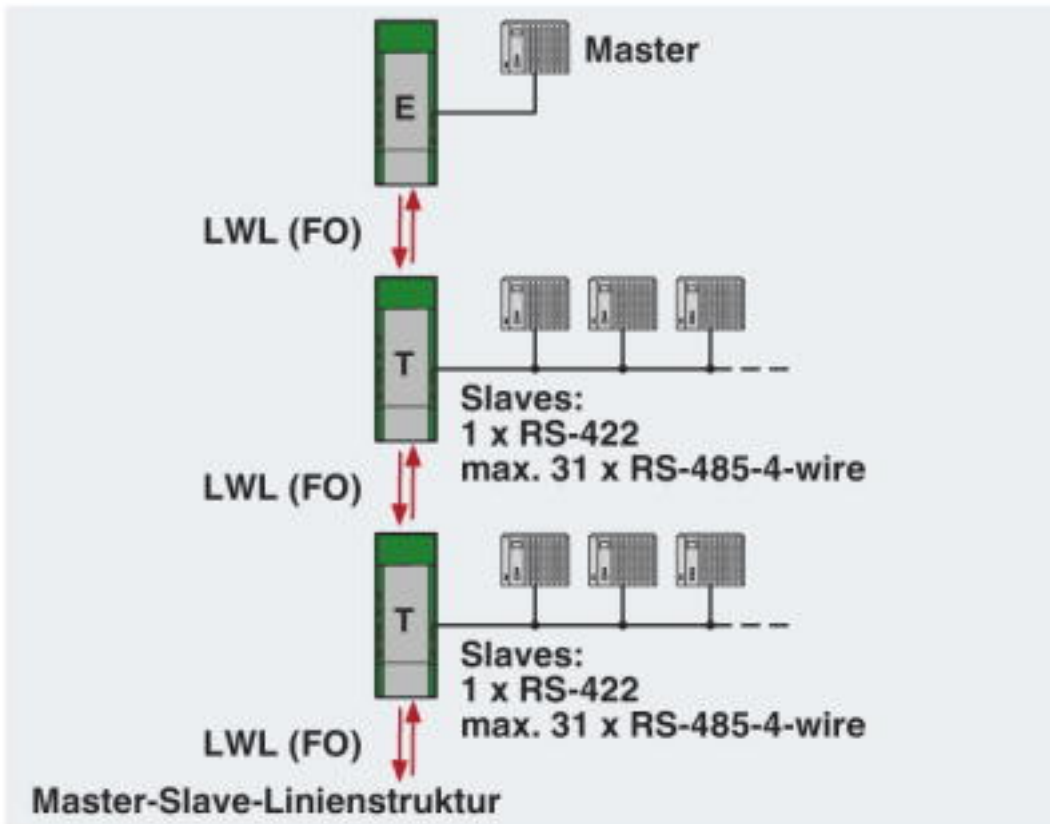 Master
E
LWL (FO)
T
Slaves:
1 x RS-422
max. 31 x RS-485-4-wire
LWL (FO)
T
Slaves:
1 x RS-422
max. 31 x RS-485-4-wire
LWL (FO)
Master-Slave-Linienstruktur